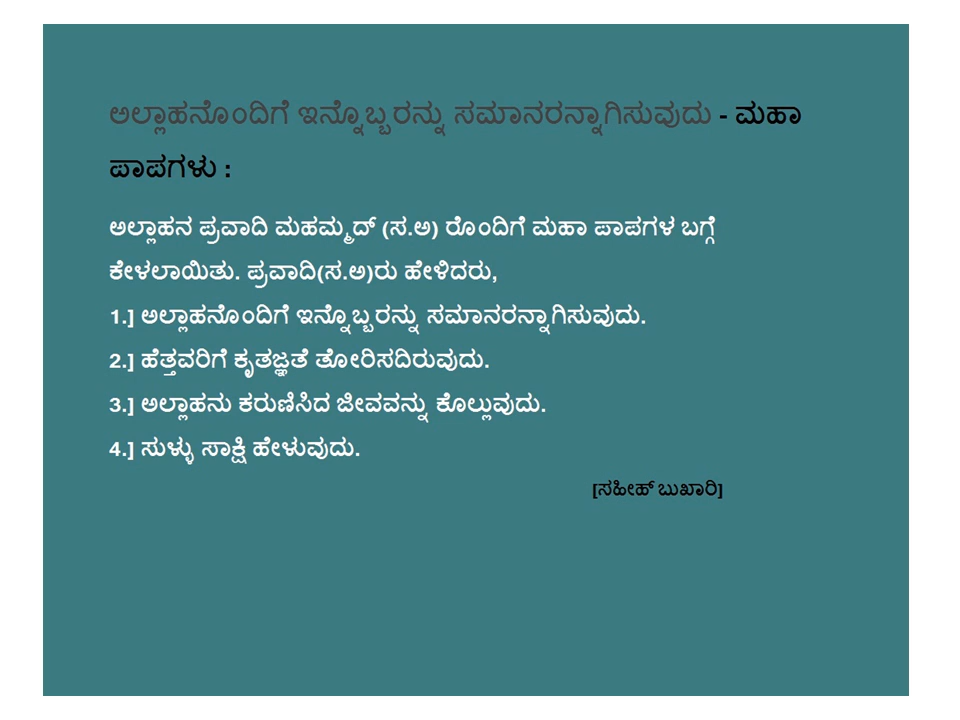 ಅಲ್ಲಾಹನೊಂದಿಗೆ ಇನ್ನೊಬ್ಬರನ್ನು ಸಮಾನರನ್ನಾಗಿಸುವುದು - ಮಹಾ
ಪಾಪಗಳು :
ಅಲ್ಲಾಹನ ಪ್ರವಾದಿ ಮಹಮ್ಮದ್ (ಸ.ಅ) ರೊಂದಿಗೆ ಮಹಾ ಪಾಪಗಳ ಬಗ್ಗೆ
ಕೇಳಲಾಯಿತು. ಪ್ರವಾದಿ(ಸ.ಅ)ರು ಹೇಳಿದರು,
1.] ಅಲ್ಲಾಹನೊಂದಿಗೆ ಇನ್ನೊಬ್ಬರನ್ನು ಸಮಾನರನ್ನಾಗಿಸುವುದು.
2.] ಹೆತ್ತವರಿಗೆ ಕೃತಜ್ಞತೆ ತೋರಿಸದಿರುವುದು.
3.] ಅಲ್ಲಾಹನು ಕರುಣಿಸಿದ ಜೀವವನ್ನು ಕೊಲ್ಲುವುದು.
4.] ಸುಳ್ಳು ಸಾಕ್ಷಿ ಹೇಳುವುದು.
[ಸಹೀಹ್ ಬುಖಾರಿ]